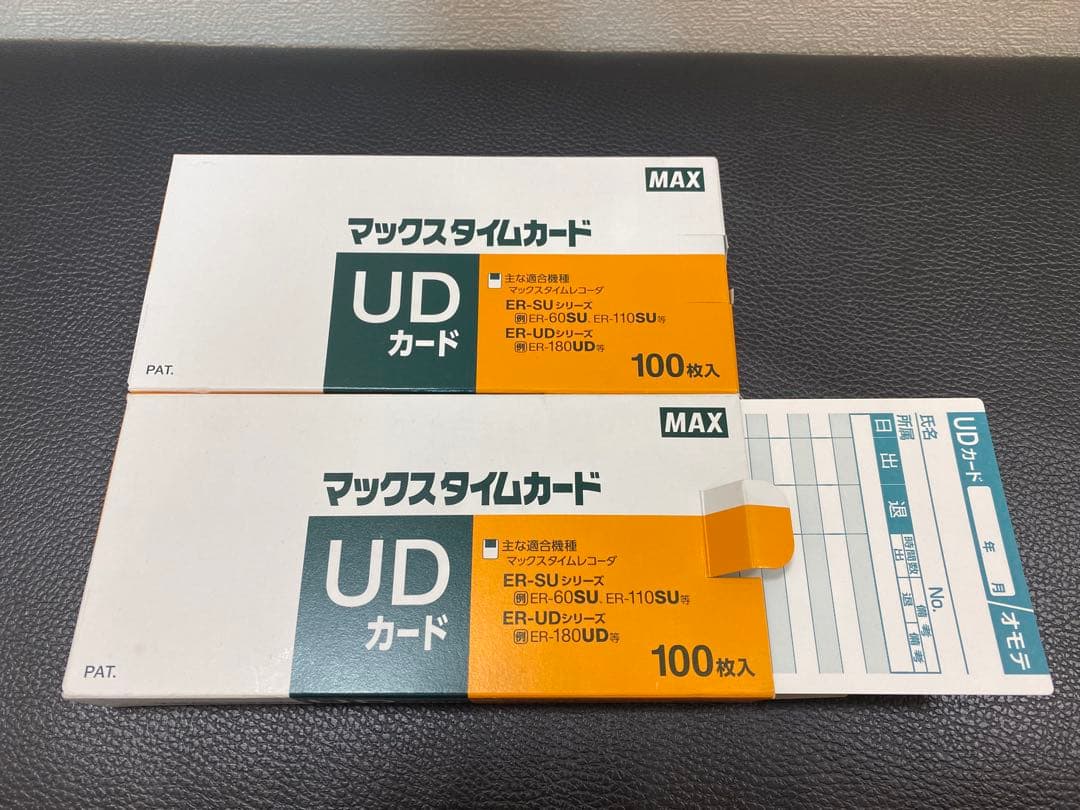 MAX
マックスタイムカード
UD
カード
主な適合機種
マックスタイムレコーダ
ER-SUシリーズ
例ER-60SU、ER-110SU等
ER-UDシリーズ
例ER-180UD等
100枚入
PAT.
MAX
マックスタイムカード
UD
カード
主な適合機種
マックスタイムレコーダ
ER-SUシリーズ
例ER-60SU、ER-110SU等
ER-UDシリーズ
例ER-180UD等
100枚入
PAT.
UDカード 年 月/オモテ
No.
氏名
所属
日 出 退 時間数 備考
出 退 備考